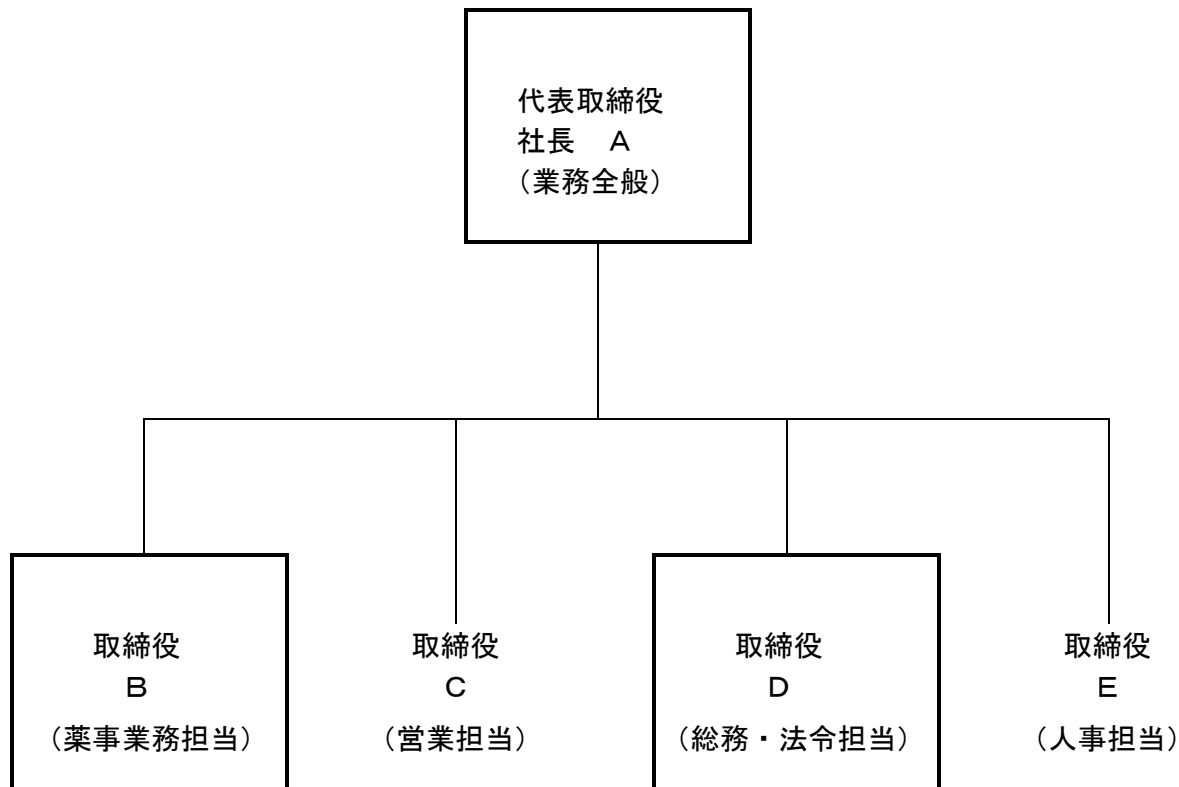 代表取締役
社長 A
（業務全般）
取締役
B
（薬事業務担当）
取締役
C
（営業担当）
取締役
D
（総務・法令担当）
取締役
E
（人事担当）